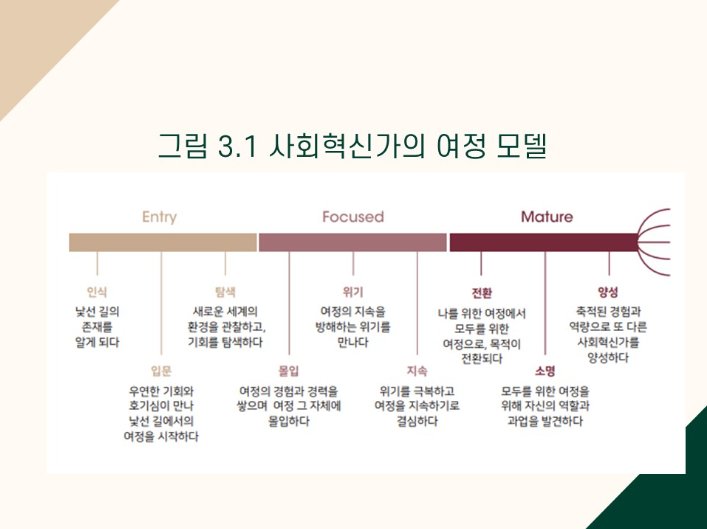 그림 3.1 사회혁신가의 여정 모델
Entry
Focused
Mature
인식
낯선 길의
존재를
알게 되다
입문
우연한 기회와
호기심이 만나
낯선 길에서의
여정을 시작하다
탐색
새로운 세계의
환경을 관찰하고,
기회를 탐색하다
몰입
여정의 경험과 경력을
쌓으며 여정 그 자체에
몰입하다
위기
여정의 지속을
방해하는 위기를
만나다
지속
위기를 극복하고
여정을 지속하기로
결심하다
전환
나를 위한 여정에서
모두를 위한
여정으로, 목적이
전환되다
소명
모두를 위한 여정을
위해 자신의 역할과
과업을 발견하다
양성
축적된 경험과
역량으로 또 다른
사회혁신가를
양성하다